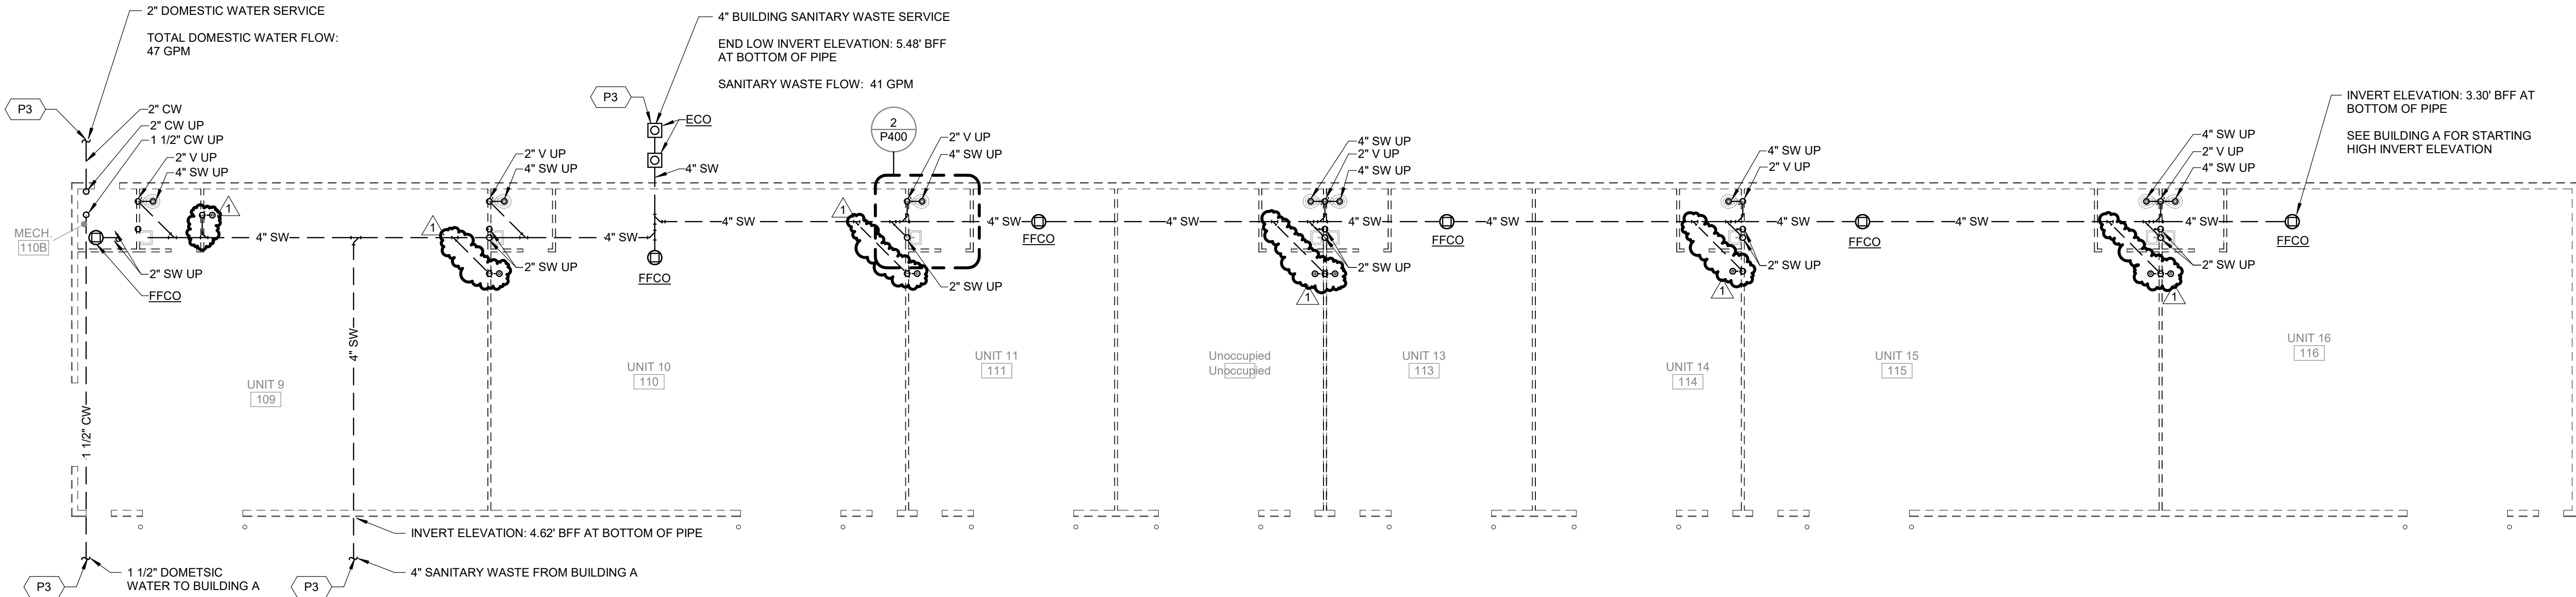 2" DOMESTIC WATER SERVICE
TOTAL DOMESTIC WATER FLOW:
47 GPM
4" BUILDING SANITARY WASTE SERVICE
END LOW INVERT ELEVATION: 5.48' BFF
AT BOTTOM OF PIPE
SANITARY WASTE FLOW: 41 GPM
P3
2" CW
2" CW UP
1 1/2" CW UP
2" V UP
4" SW UP
1
MECH.
110B
2" SW UP
FFCO
4" SW
1
2" V UP
4" SW UP
2" SW UP
P3
ECO
4" SW
4" SW
FFCO
4" SW
2
P400
2" V UP
4" SW UP
1
2" SW UP
4" SW
FFCO
4" SW
4" SW UP
2" V UP
4" SW UP
4" SW
1
2" SW UP
FFCO
4" SW
4" SW UP
2" V UP
4" SW
1
2" SW UP
FFCO
4" SW
4" SW UP
2" V UP
4" SW UP
4" SW
1
2" SW UP
FFCO
INVERT ELEVATION: 3.30' BFF AT
BOTTOM OF PIPE
SEE BUILDING A FOR STARTING
HIGH INVERT ELEVATION
UNIT 9
109
4" SW
UNIT 10
110
UNIT 11
111
Unoccupied
Unoccupied
UNIT 13
113
UNIT 14
114
UNIT 15
115
UNIT 16
116
1 1/2" CW
INVERT ELEVATION: 4.62' BFF AT BOTTOM OF PIPE
P3
1 1/2" DOMETSIC
WATER TO BUILDING A
P3
4" SANITARY WASTE FROM BUILDING A